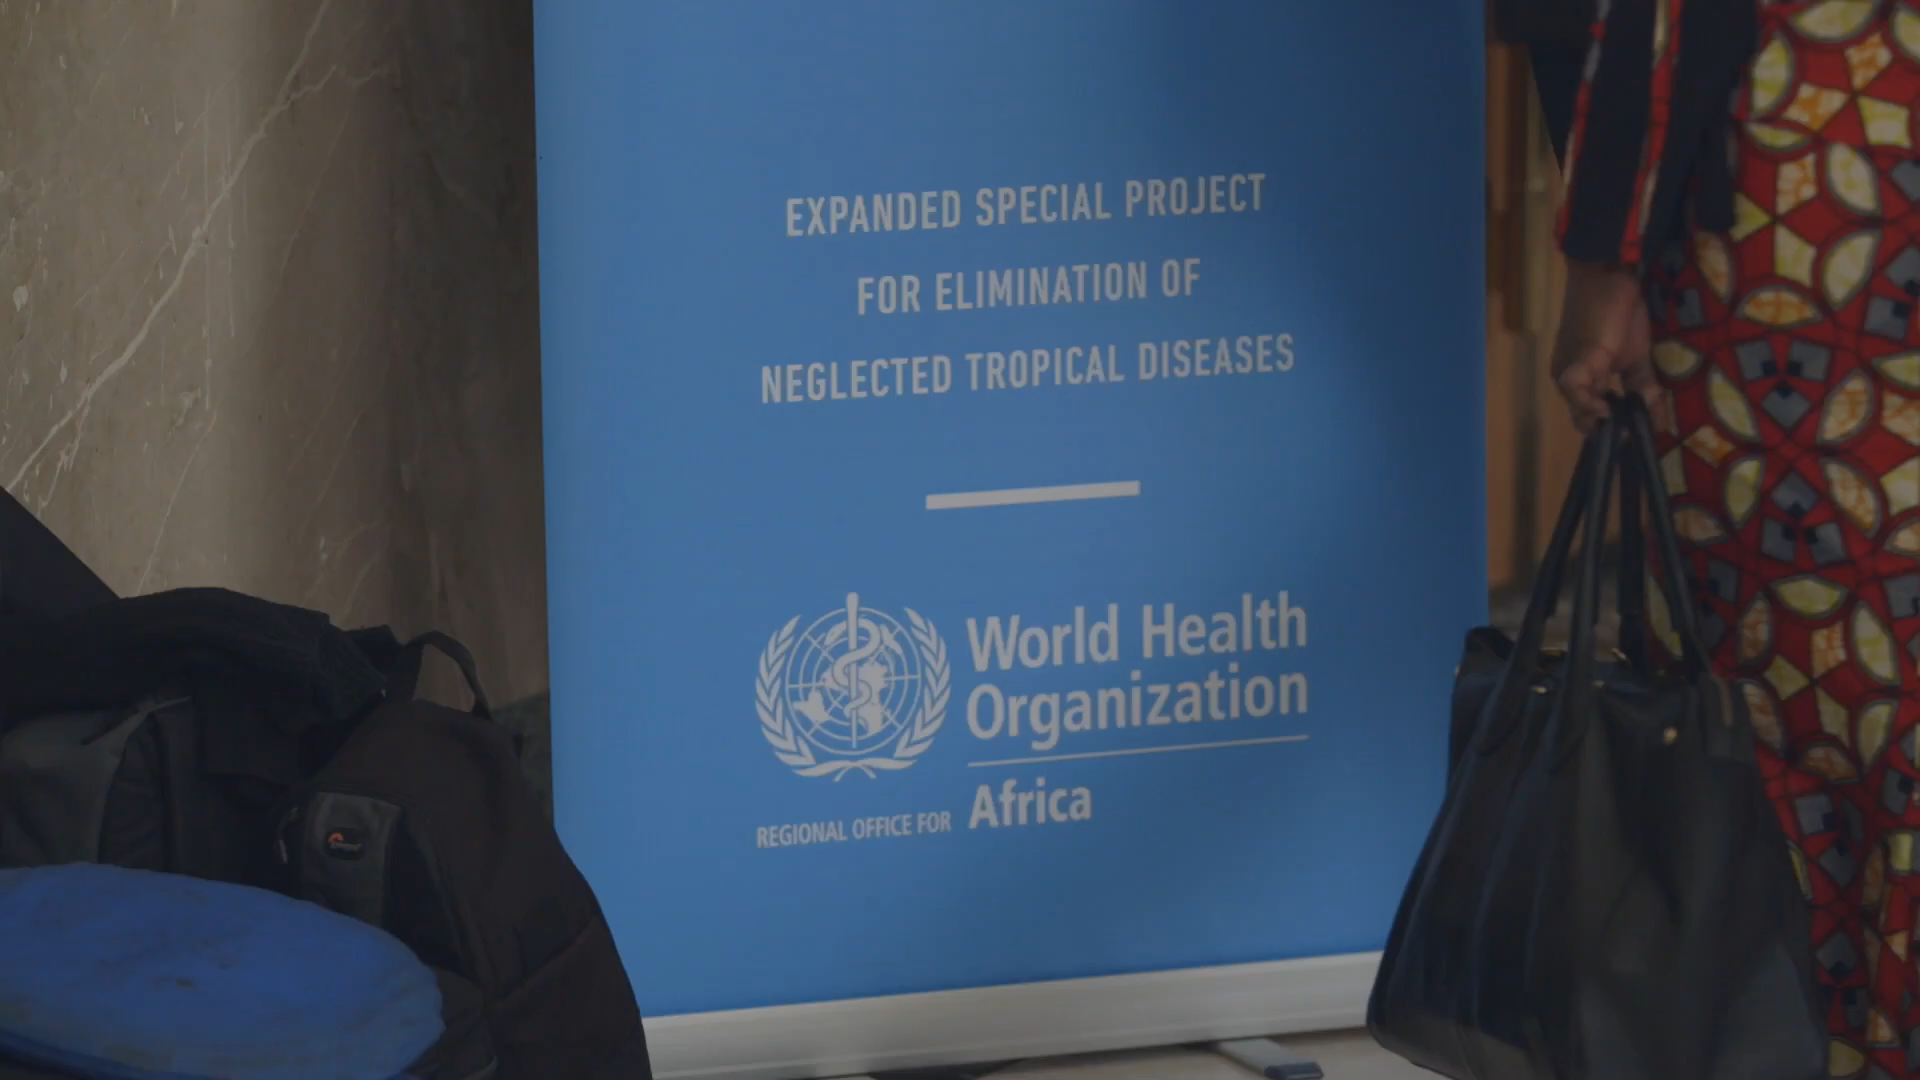 EXPANDED SPECIAL PROJECT
FOR ELIMINATION OF
NEGLECTED TROPICAL DISEASES
World Health
Organization
REGIONAL OFFICE FOR Africa